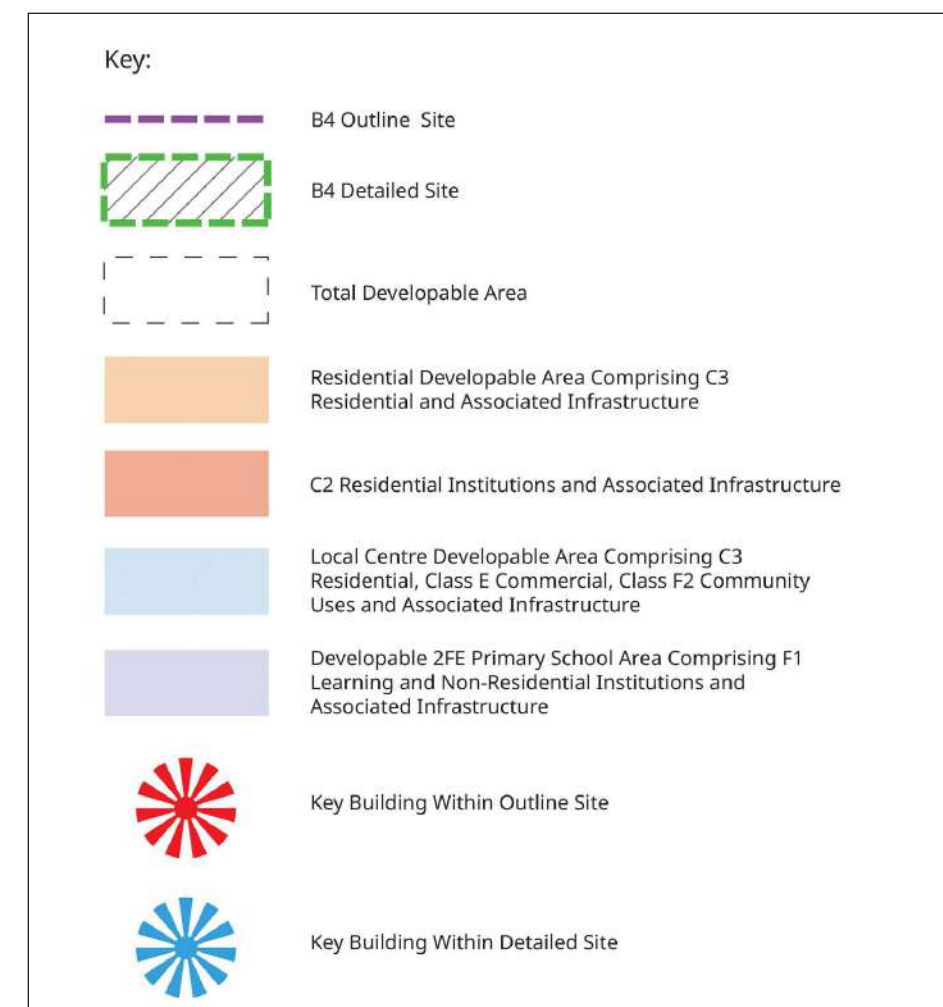 Key:
B4 Outline Site
B4 Detailed Site
Total Developable Area
Residential Developable Area Comprising C3
Residential and Associated Infrastructure
C2 Residential Institutions and Associated Infrastructure
Local Centre Developable Area Comprising C3
Residential, Class E Commercial, Class F2 Community
Uses and Associated Infrastructure
Developable 2FE Primary School Area Comprising F1
Learning and Non-Residential Institutions and
Associated Infrastructure
Key Building Within Outline Site
Key Building Within Detailed Site